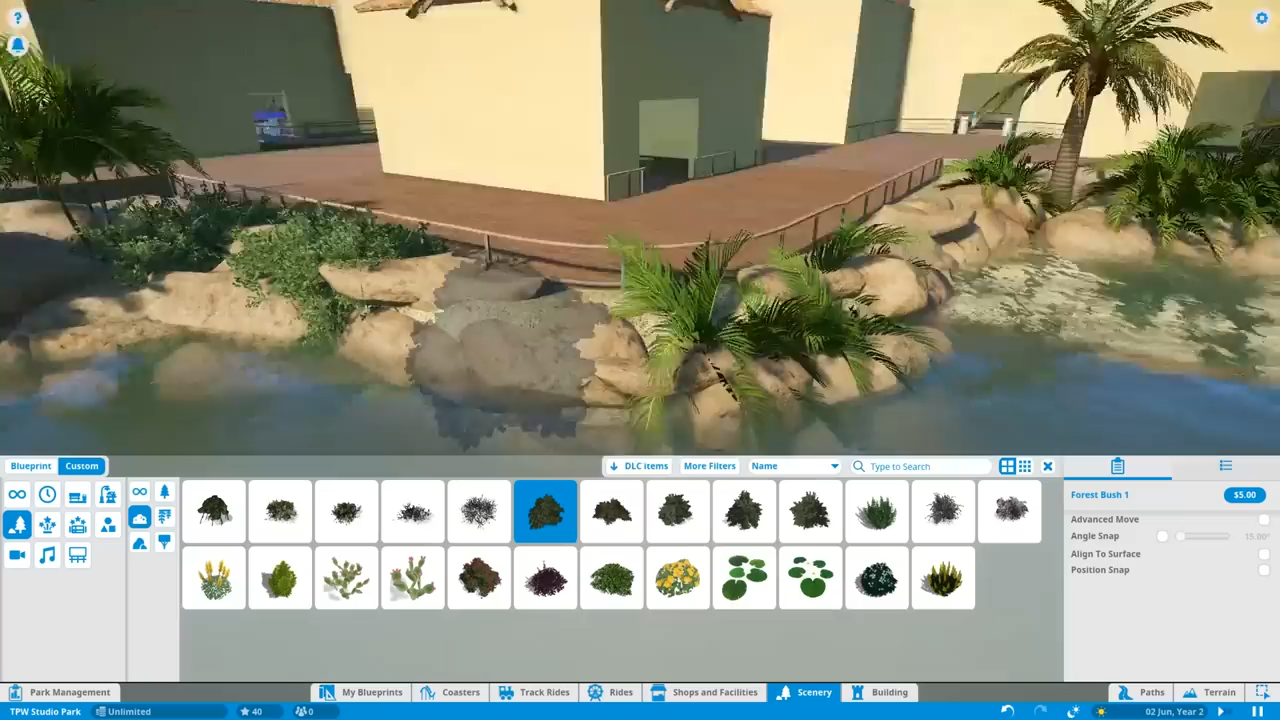 ?
Blueprint Custom DLC items More Filters Name Type to Search
Forest Bush 1 $5.00
Advanced Move
Angle Snap 15.00°
Align To Surface
Position Snap
Park Management My Blueprints Coasters Track Rides Rides Shops and Facilities Scenery Building Paths Terrain
TPW Studio Park Unlimited 40 0 02 Jun, Year 2